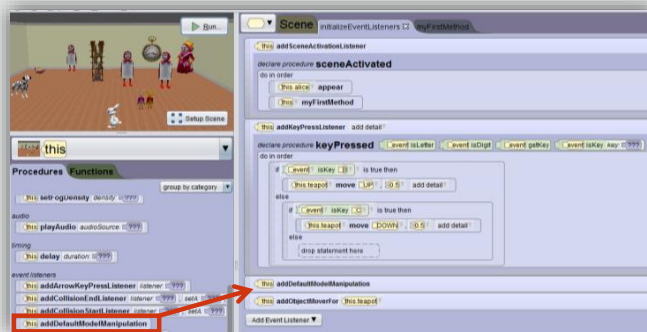 Run...
Setup Scene
this
Procedures Functions
group by category
this setFogDensity density ???
audio
this playAudio audioSource ???
timing
this delay duration ???
event listeners
this addArrowKeyPressListener listener ???
this addCollisionEndListener listener ??? , setA ???
this addCollisionStartListener listener ??? , setA ???
this addDefaultModelManipulation
Scene initializeEventListeners myFirstMethod
this addSceneActivationListener
declare procedure sceneActivated
do in order
this.alice appear
this myFirstMethod
this addKeyPressListener add detail
declare procedure keyPressed event isLetter event isDigit event getKey event isKey key: ???
do in order
if event isKey is true then
this.teapot move UP , 0.5 add detail
else
if event isKey is true then
this.teapot move DOWN , 0.5 add detail
else
drop statement here
this addDefaultModelManipulation
this addObjectMoverFor this.teapot
Add Event Listener